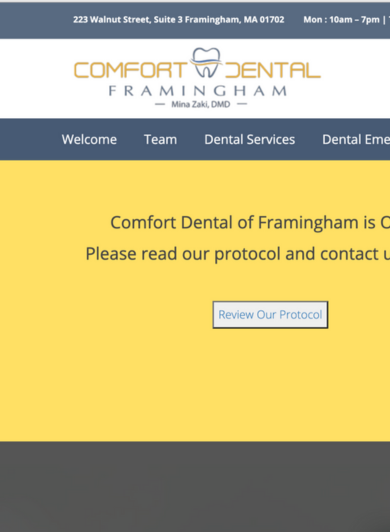 223 Walnut Street, Suite 3 Framingham, MA 01702 Mon : 10am – 7pm |
COMFORT DENTAL
FRAMINGHAM
— Mina Zaki, DMD —
Welcome Team Dental Services Dental Eme
Comfort Dental of Framingham is O
Please read our protocol and contact u
Review Our Protocol